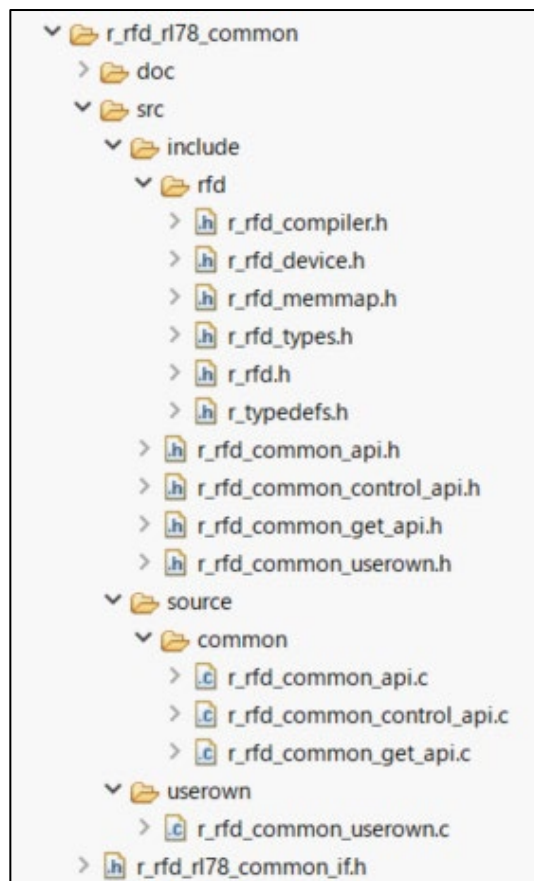 r_rfd_rl78_common
doc
src
include
rfd
.h r_rfd_compiler.h
.h r_rfd_device.h
.h r_rfd_memmap.h
.h r_rfd_types.h
.h r_rfd.h
.h r_typedefs.h
.h r_rfd_common_api.h
.h r_rfd_common_control_api.h
.h r_rfd_common_get_api.h
.h r_rfd_common_userown.h
source
common
.c r_rfd_common_api.c
.c r_rfd_common_control_api.c
.c r_rfd_common_get_api.c
userown
.c r_rfd_common_userown.c
.h r_rfd_rl78_common_if.h